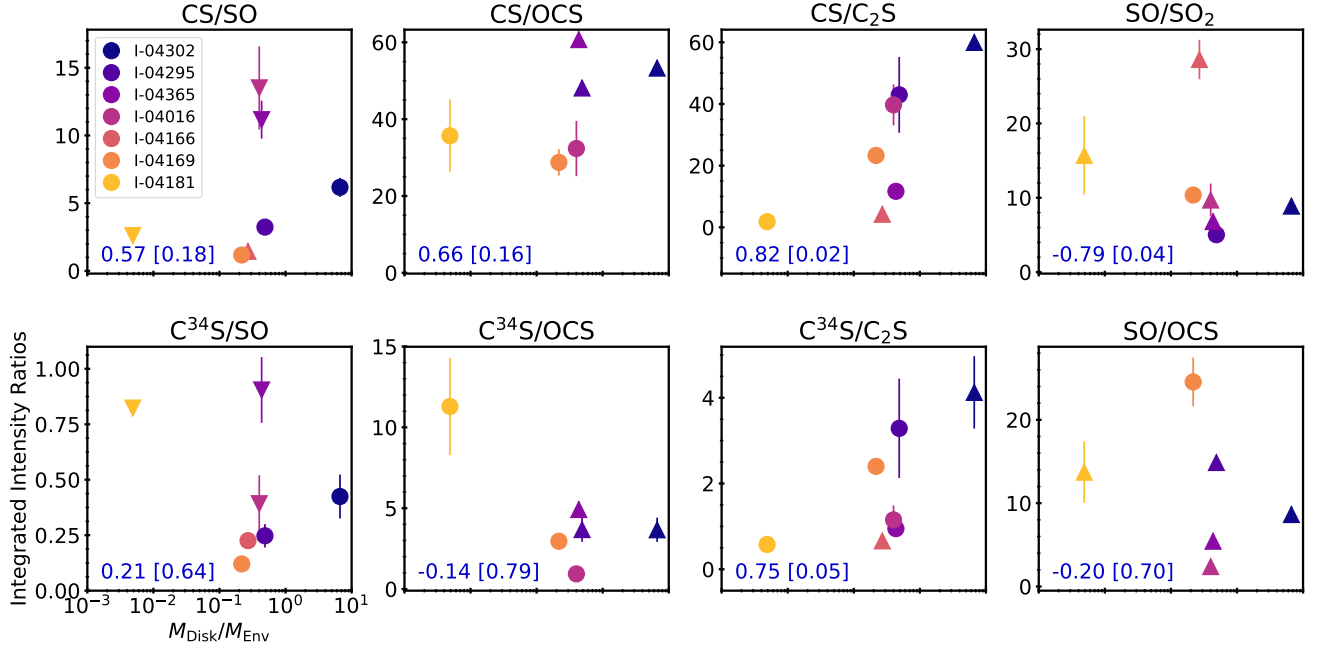 CS/SO
CS/OCS
CS/C₂S
SO/SO₂
15
10
5
0
I-04302
I-04295
I-04365
I-04016
I-04166
I-04169
I-04181
0.57 [0.18]
60
40
20
0
0.66 [0.16]
60
40
20
0
0.82 [0.02]
30
20
10
0
-0.79 [0.04]
C³⁴S/SO
C³⁴S/OCS
C³⁴S/C₂S
SO/OCS
Integrated Intensity Ratios
1.00
0.75
0.50
0.25
0.00
0.21 [0.64]
15
10
5
0
-0.14 [0.79]
4
2
0
0.75 [0.05]
20
10
0
-0.20 [0.70]
10⁻³ 10⁻² 10⁻¹ 10⁰ 10¹
M_Disk/M_Env